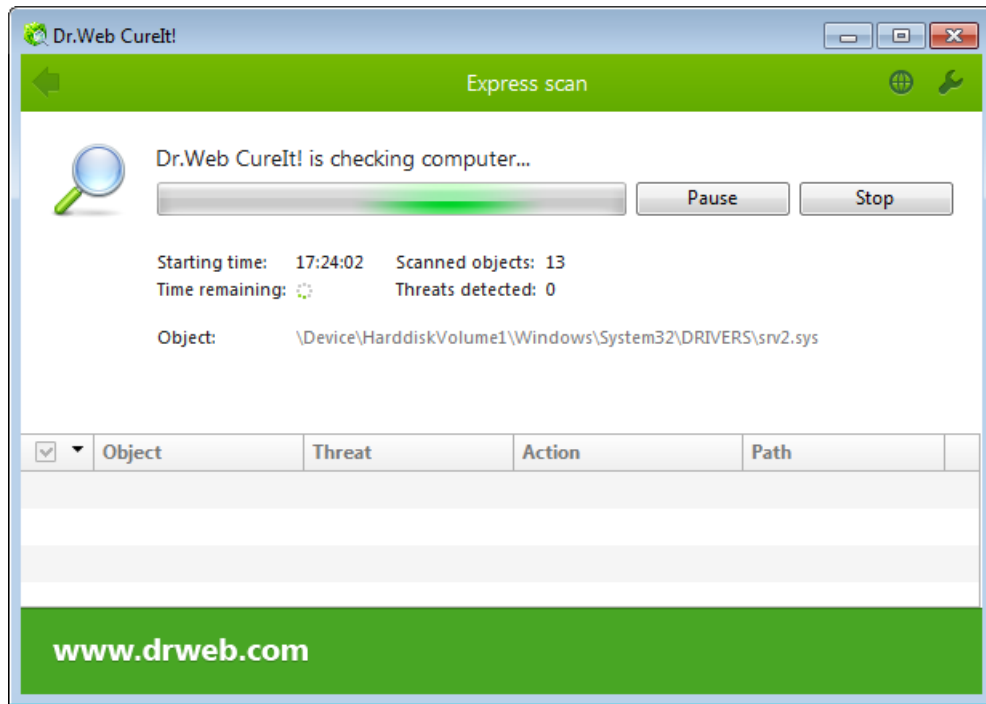 Dr.Web CureIt!
Express scan
Dr.Web CureIt! is checking computer...
Pause
Stop
Starting time: 17:24:02 Scanned objects: 13
Time remaining: Threats detected: 0
Object: \Device\HarddiskVolume1\Windows\System32\DRIVERS\srv2.sys
Object Threat Action Path
www.drweb.com